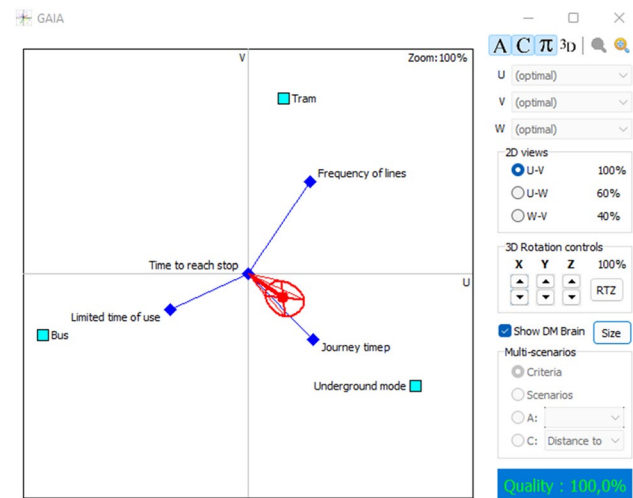 GAIA
A C π 3D
V
Zoom: 100%
Tram
Frequency of lines
Time to reach stop
U
Limited time of use
Bus
Journey timep
Underground mode
U (optimal)
V (optimal)
W (optimal)
2D views
U-V 100%
U-W 60%
W-V 40%
3D Rotation controls
X Y Z 100%
RTZ
Show DM Brain Size
Multi-scenarios
Criteria
Scenarios
A:
C: Distance to
Quality : 100,0%